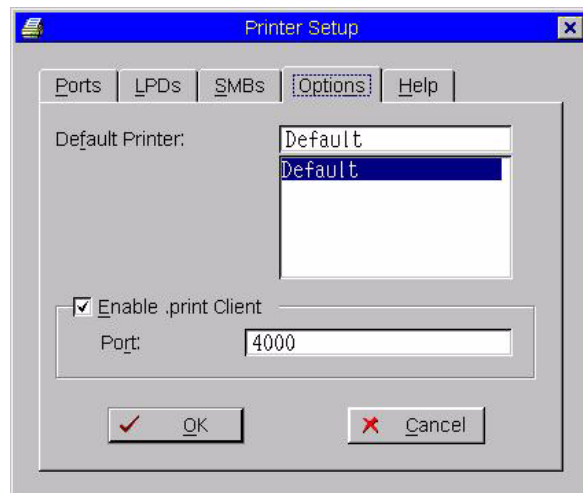 Printer Setup
Ports LPDs SMBs Options Help
Default Printer: Default
Default
Enable .print Client
Port: 4000
OK Cancel